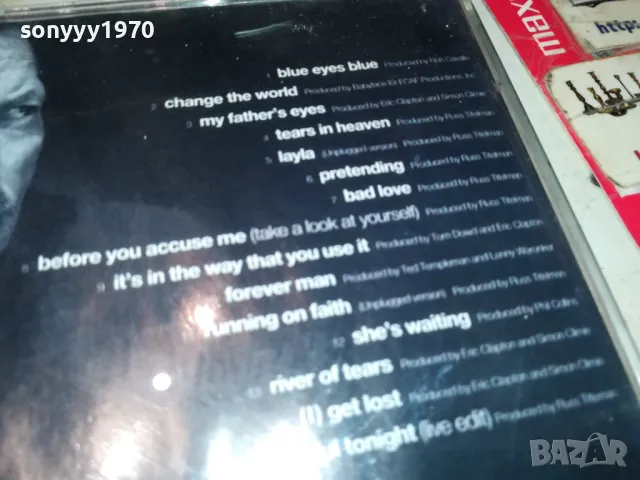 sonyyy1970
1 blue eyes blue Produced by Rob Cavallo
2 change the world Produced by Babyface for ECAF Productions, Inc.
3 my father's eyes Produced by Eric Clapton and Simon Climie
4 tears in heaven Produced by Russ Titelman
5 layla (Unplugged version) Produced by Russ Titelman
6 pretending Produced by Russ Titelman
7 bad love Produced by Russ Titelman
8 before you accuse me (take a look at yourself) Produced by Russ Titelman
9 it's in the way that you use it Produced by Tom Dowd and Eric Clapton
forever man Produced by Ted Templeman and Lenny Waronker
running on faith (Unplugged version) Produced by Russ Titelman
12 she's waiting Produced by Phil Collins
13 river of tears Produced by Eric Clapton and Simon Climie
(I) get lost Produced by Eric Clapton and Simon Climie
tonight (live edit) Produced by Russ Titelman
max
http:
BAZAR
bg